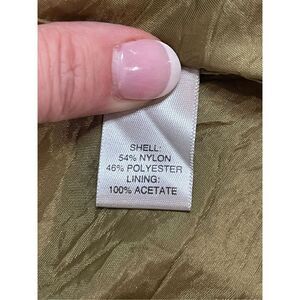 SHELL:
54% NYLON
46% POLYESTER
LINING:
100% ACETATE